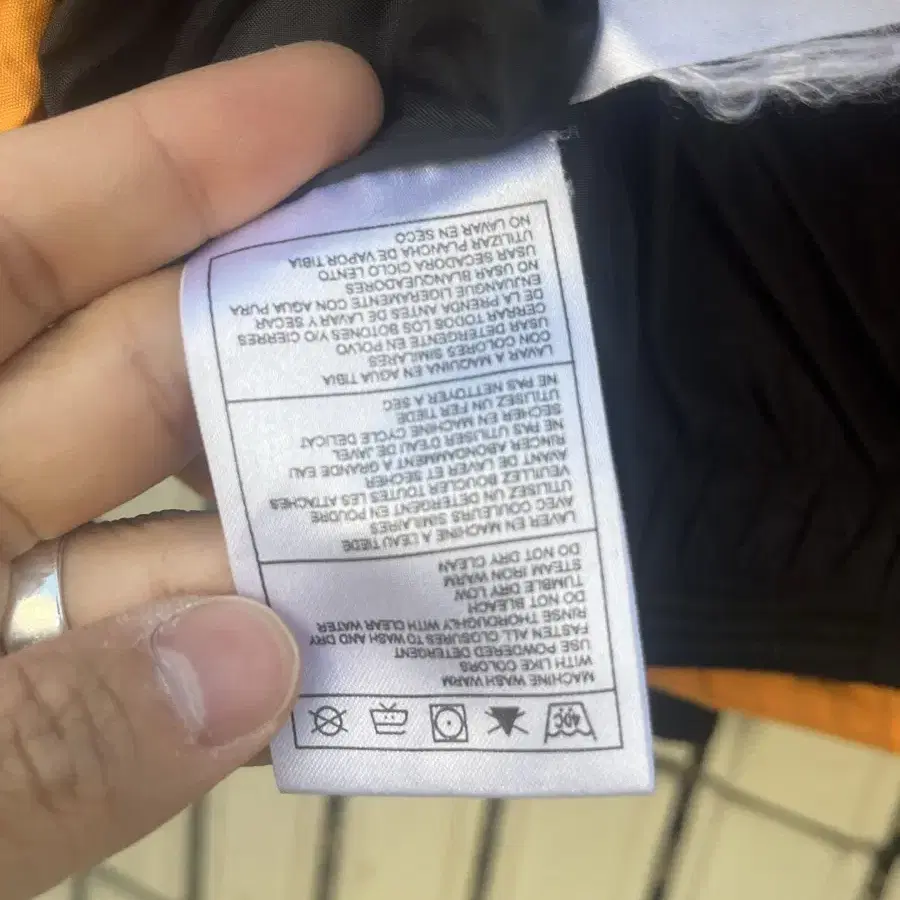 40C
MACHINE WASH WARM
WITH LIKE COLORS
USE POWDERED DETERGENT
FASTEN ALL CLOSURES TO WASH AND DRY
RINSE THOROUGHLY WITH CLEAR WATER
DO NOT BLEACH
TUMBLE DRY LOW
STEAM IRON WARM
DO NOT DRY CLEAN
LAVER EN MACHINE A L'EAU TIEDE
AVEC COULEURS SIMILAIRES
UTILISEZ UN DETERGENT EN POUDRE
VEUILLEZ BOUCLER TOUTES LES ATTACHES
AVANT DE LAVER ET SECHER
RINCER ABONDAMMENT A GRANDE EAU
NE PAS UTILISER D'EAU DE JAVEL
SECHER EN MACHINE CYCLE DELICAT
UTILISEZ UN FER TIEDE
NE PAS NETTOYER A SEC
LAVAR A MAQUINA EN AGUA TIBIA
CON COLORES SIMILARES
USAR DETERGENTE EN POLVO
CERRAR TODOS LOS BOTONES Y/O CIERRES
DE LA PRENDA ANTES DE LAVAR Y SECAR
ENJUANGUE LIGERAMENTE CON AGUA PURA
NO USAR BLANQUEADORES
USAR SECADORA CICLO LENTO
UTILIZAR PLANCHA DE VAPOR TIBIA
NO LAVAR EN SECO